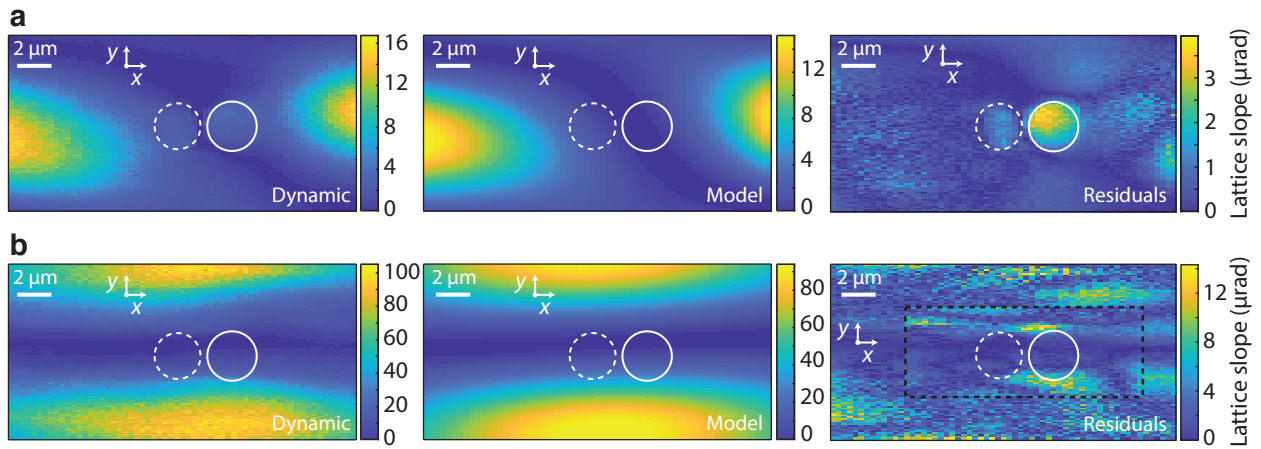 a
2 µm
y
x
Dynamic
16
12
8
4
0
2 µm
y
x
Model
12
8
4
0
2 µm
y
x
Residuals
3
2
1
0
Lattice slope (µrad)
b
2 µm
y
x
Dynamic
100
80
60
40
20
0
2 µm
y
x
Model
80
60
40
20
0
2 µm
y
x
Residuals
12
8
4
0
Lattice slope (µrad)